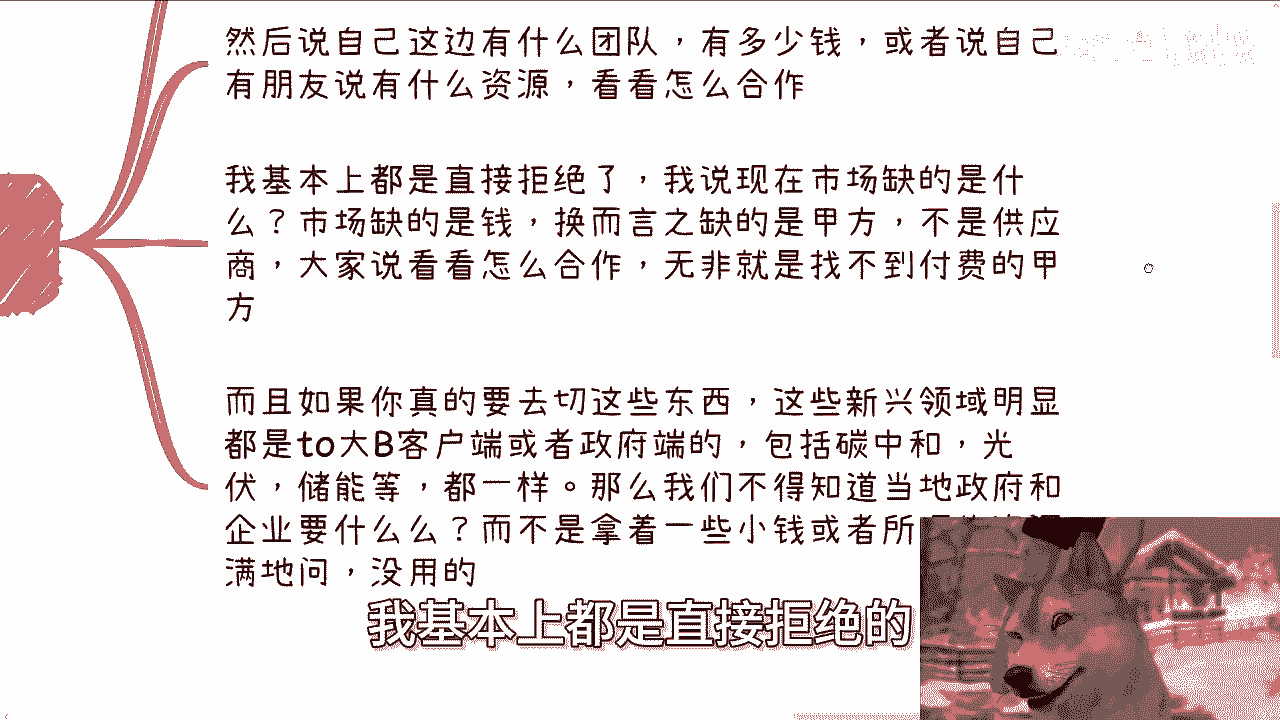 然后说自己这边有什么团队，有多少钱，或者说自己
有朋友说有什么资源，看看怎么合作
我基本上都是直接拒绝了，我说现在市场缺的是什
么？市场缺的是钱，换而言之缺的是甲方，不是供应
商，大家说看看怎么合作，无非就是找不到付费的甲
方
而且如果你真的要去切这些东西，这些新兴领域明显
都是to大B客户端或者政府端的，包括碳中和，光
伏，储能等，都一样。那么我们不得知道当地政府和
企业要什么么？而不是拿着一些小钱或者所
满地问，没用的
我基本上都是直接拒绝的